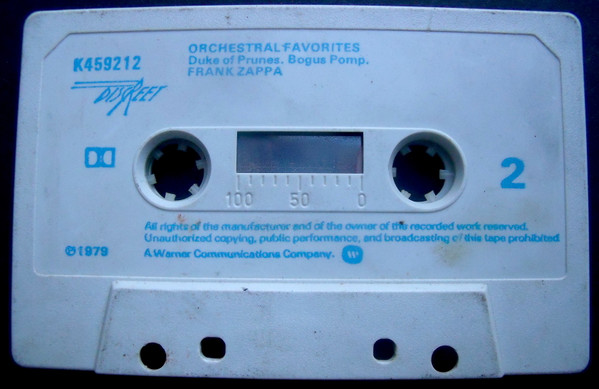 K459212
DISCREET
ORCHESTRAL FAVORITES
Duke of Prunes. Bogus Pomp.
FRANK ZAPPA
2
100 50 0
All rights of the manufacturer and of the owner of the recorded work reserved.
Unauthorized copying, public performance, and broadcasting of this tape prohibited
℗1979
A Warner Communications Company.